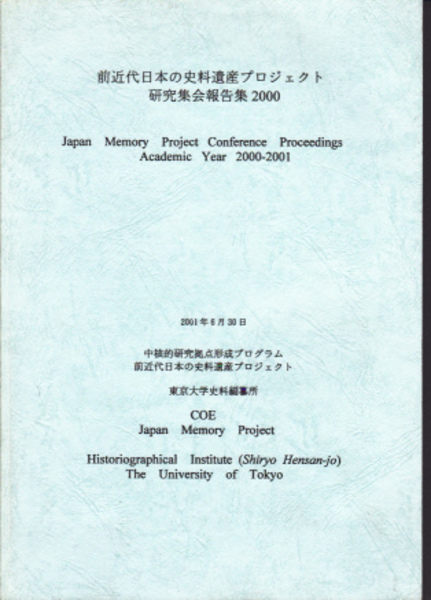 前近代日本の史料遺産プロジェクト
研究集会報告集 2000
Japan Memory Project Conference Proceedings
Academic Year 2000-2001
2001年6月30日
中核的研究拠点形成プログラム
前近代日本の史料遺産プロジェクト
東京大学史料編纂所
COE
Japan Memory Project
Historiographical Institute (Shiryo Hensan-jo)
The University of Tokyo